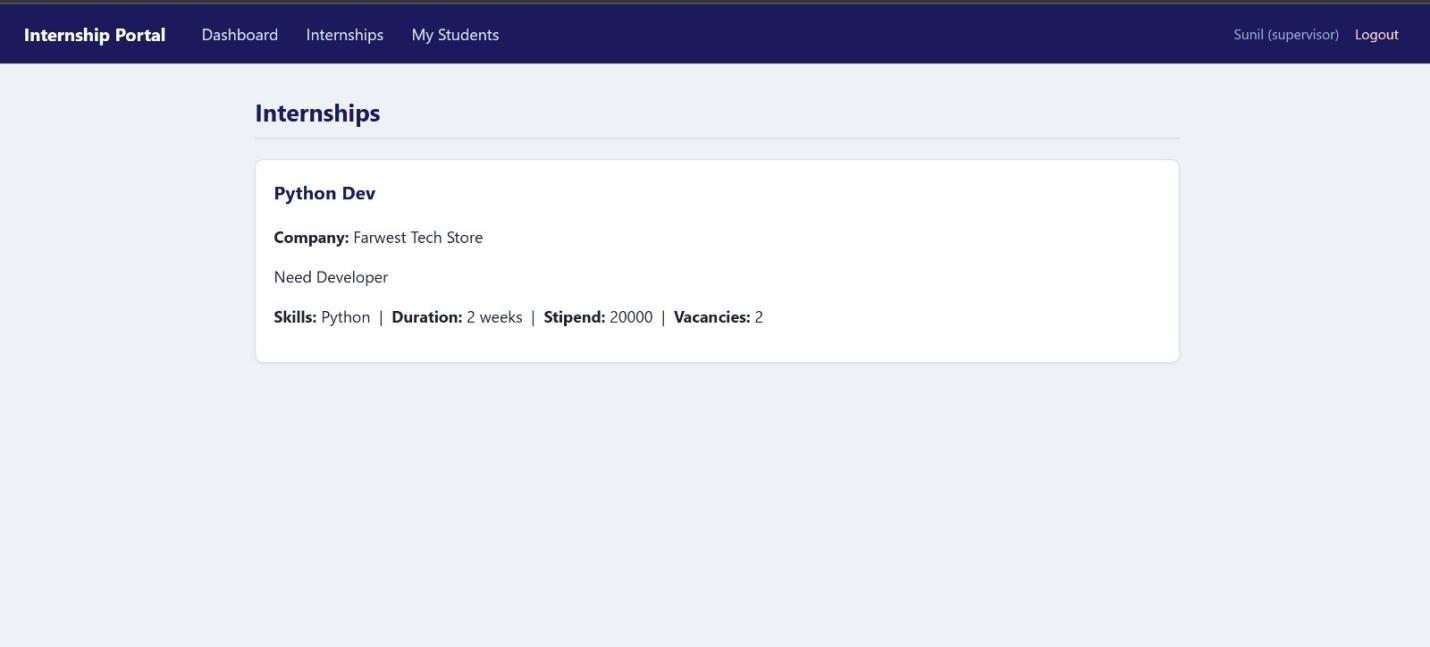 Internship Portal Dashboard Internships My Students Sunil (supervisor) Logout
Internships
Python Dev
Company: Farwest Tech Store
Need Developer
Skills: Python | Duration: 2 weeks | Stipend: 20000 | Vacancies: 2